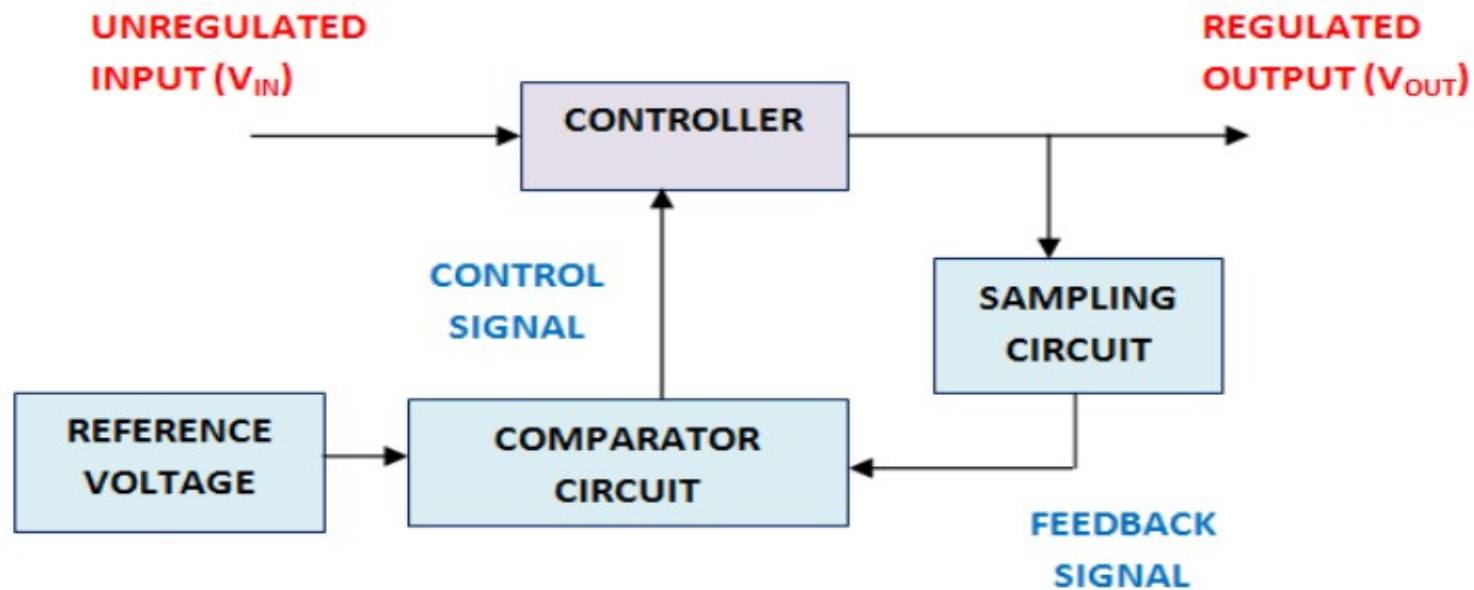 UNREGULATED
INPUT (VIN)
REGULATED
OUTPUT (VOUT)
CONTROLLER
CONTROL
SIGNAL
SAMPLING
CIRCUIT
REFERENCE
VOLTAGE
COMPARATOR
CIRCUIT
FEEDBACK
SIGNAL